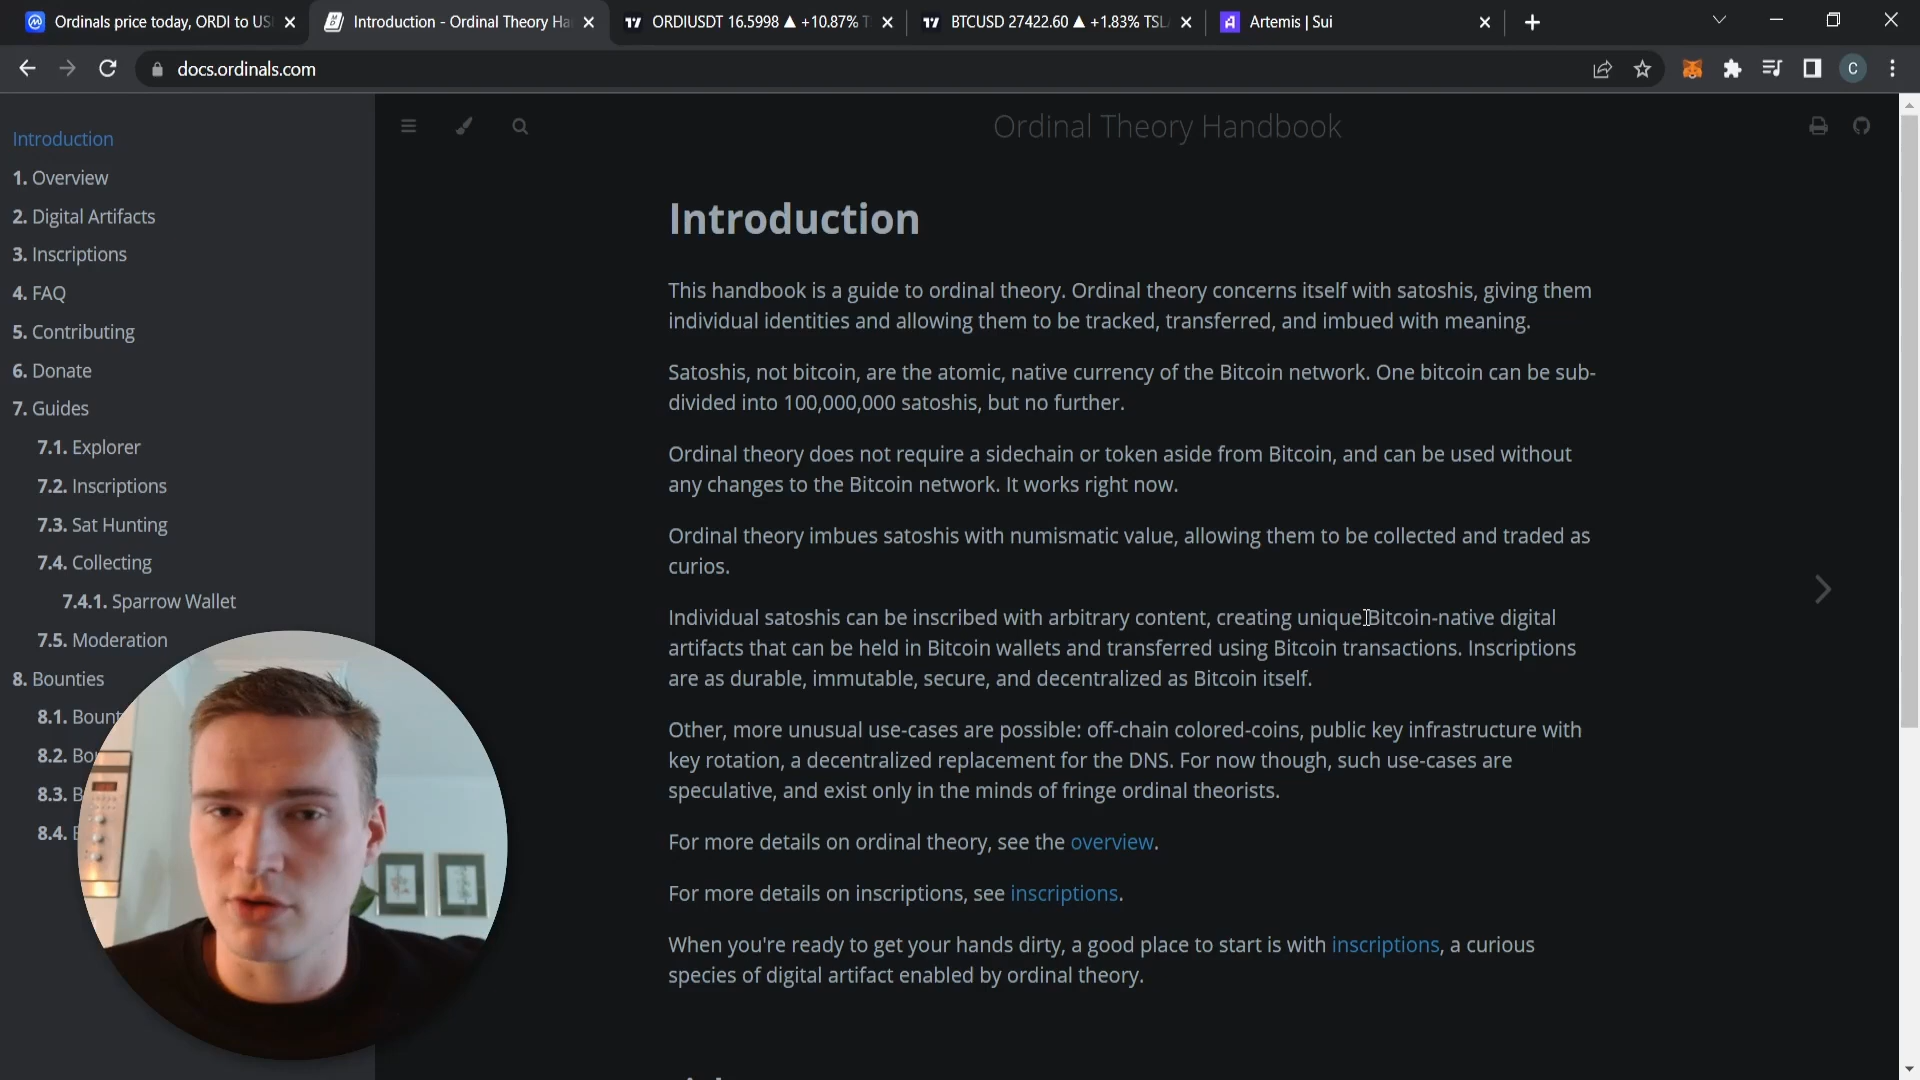 Ordinals price today, ORDI to US
Introduction - Ordinal Theory Ha
ORDIUSDT 16.5998 ▲ +10.87% T
BTCUSD 27422.60 ▲ +1.83% TSL
Artemis | Sui
docs.ordinals.com
C
Introduction
1. Overview
2. Digital Artifacts
3. Inscriptions
4. FAQ
5. Contributing
6. Donate
7. Guides
7.1. Explorer
7.2. Inscriptions
7.3. Sat Hunting
7.4. Collecting
7.4.1. Sparrow Wallet
7.5. Moderation
8. Bounties
8.1. Bount
8.2. Bo
8.3. B
8.4.
Ordinal Theory Handbook
Introduction
This handbook is a guide to ordinal theory. Ordinal theory concerns itself with satoshis, giving them
individual identities and allowing them to be tracked, transferred, and imbued with meaning.
Satoshis, not bitcoin, are the atomic, native currency of the Bitcoin network. One bitcoin can be sub-
divided into 100,000,000 satoshis, but no further.
Ordinal theory does not require a sidechain or token aside from Bitcoin, and can be used without
any changes to the Bitcoin network. It works right now.
Ordinal theory imbues satoshis with numismatic value, allowing them to be collected and traded as
curios.
Individual satoshis can be inscribed with arbitrary content, creating unique Bitcoin-native digital
artifacts that can be held in Bitcoin wallets and transferred using Bitcoin transactions. Inscriptions
are as durable, immutable, secure, and decentralized as Bitcoin itself.
Other, more unusual use-cases are possible: off-chain colored-coins, public key infrastructure with
key rotation, a decentralized replacement for the DNS. For now though, such use-cases are
speculative, and exist only in the minds of fringe ordinal theorists.
For more details on ordinal theory, see the overview.
For more details on inscriptions, see inscriptions.
When you're ready to get your hands dirty, a good place to start is with inscriptions, a curious
species of digital artifact enabled by ordinal theory.